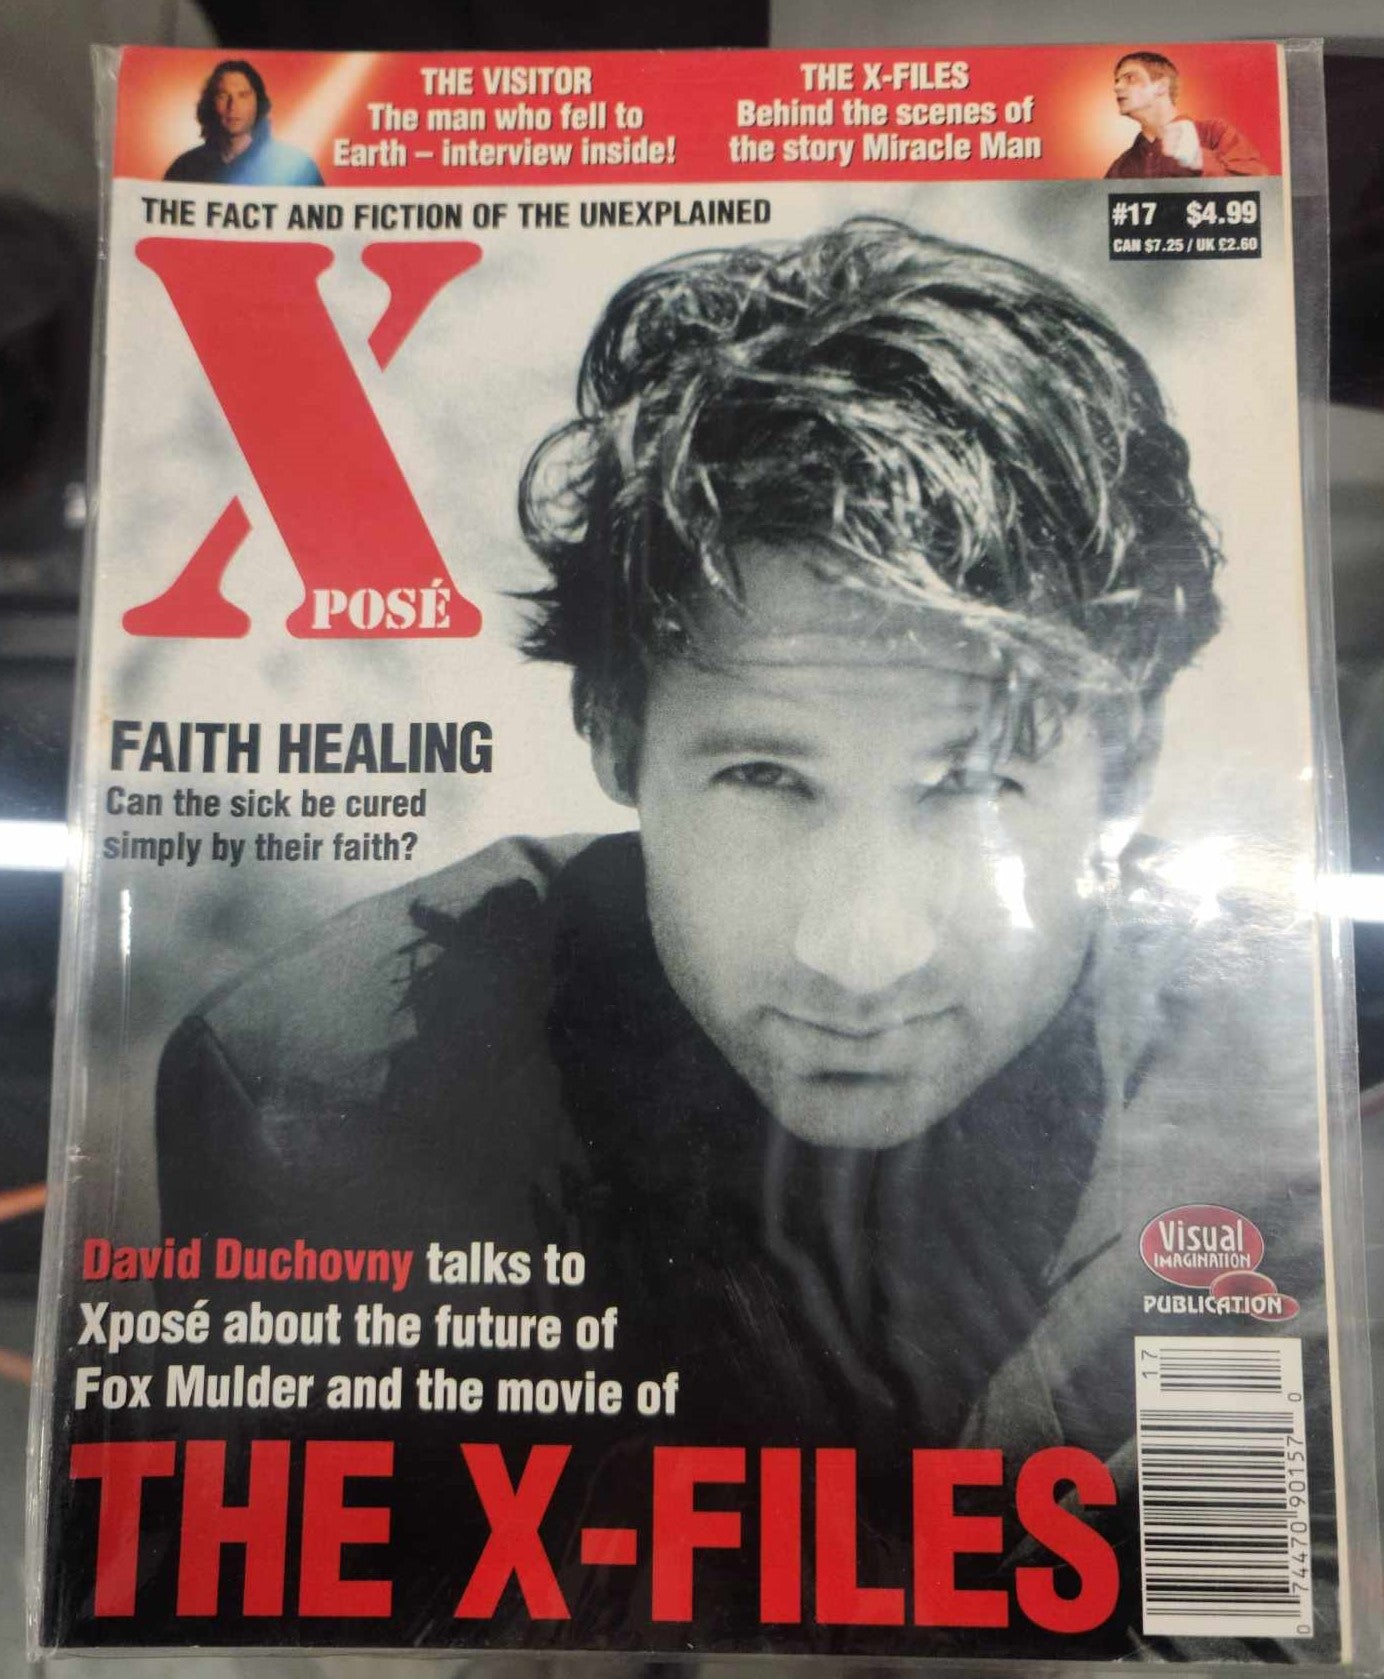 THE VISITOR
The man who fell to
Earth – interview inside!
THE X-FILES
Behind the scenes of
the story Miracle Man
THE FACT AND FICTION OF THE UNEXPLAINED
#17 $4.99
CAN $7.25 / UK £2.60
XPOSÉ
FAITH HEALING
Can the sick be cured
simply by their faith?
David Duchovny talks to
Xposé about the future of
Fox Mulder and the movie of
THE X-FILES
Visual
IMAGINATION
PUBLICATION
17
0 74470 90157 0